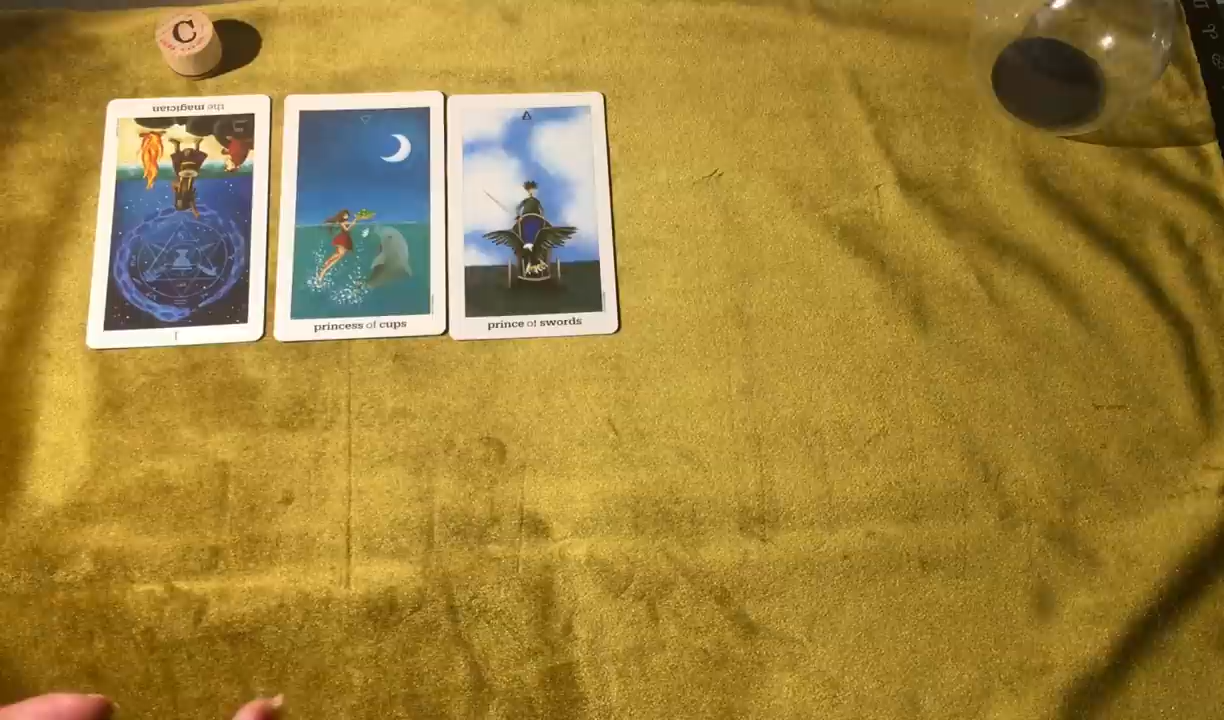 C
the magician
I
princess of cups
prince of swords